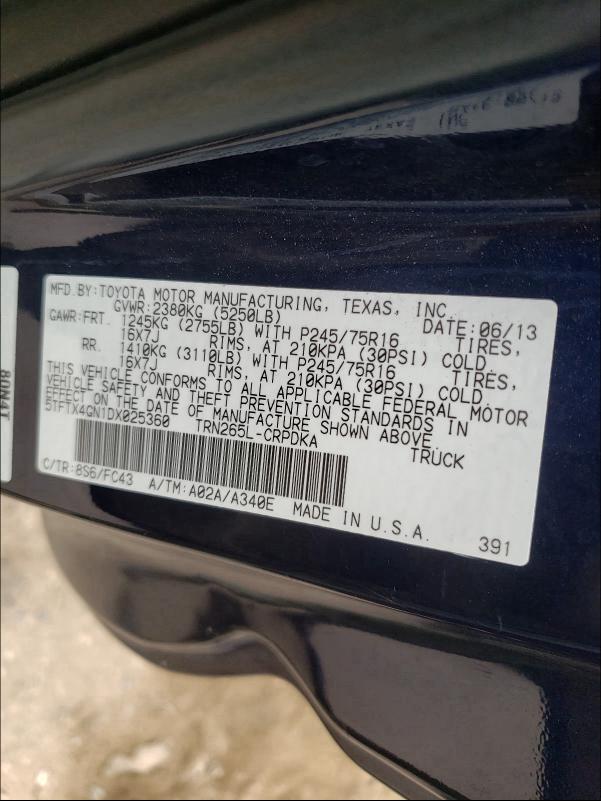 MFD.BY:TOYOTA MOTOR MANUFACTURING, TEXAS, INC.
GVWR:2380KG (5250LB) DATE:06/13
GAWR:FRT. 1245KG (2755LB) WITH P245/75R16 TIRES,
16X7J RIMS, AT 210KPA (30PSI) COLD.
RR. 1410KG (3110LB) WITH P245/75R16 TIRES,
16X7J RIMS, AT 210KPA (30PSI) COLD.
THIS VEHICLE CONFORMS TO ALL APPLICABLE FEDERAL MOTOR
VEHICLE SAFETY AND THEFT PREVENTION STANDARDS IN
EFFECT ON THE DATE OF MANUFACTURE SHOWN ABOVE.
5TFTX4GN1DX025360 TRN265L-CRPDKA TRUCK
C/TR:8S6/FC43 A/TM:A02A/A340E MADE IN U.S.A. 391
80N4T